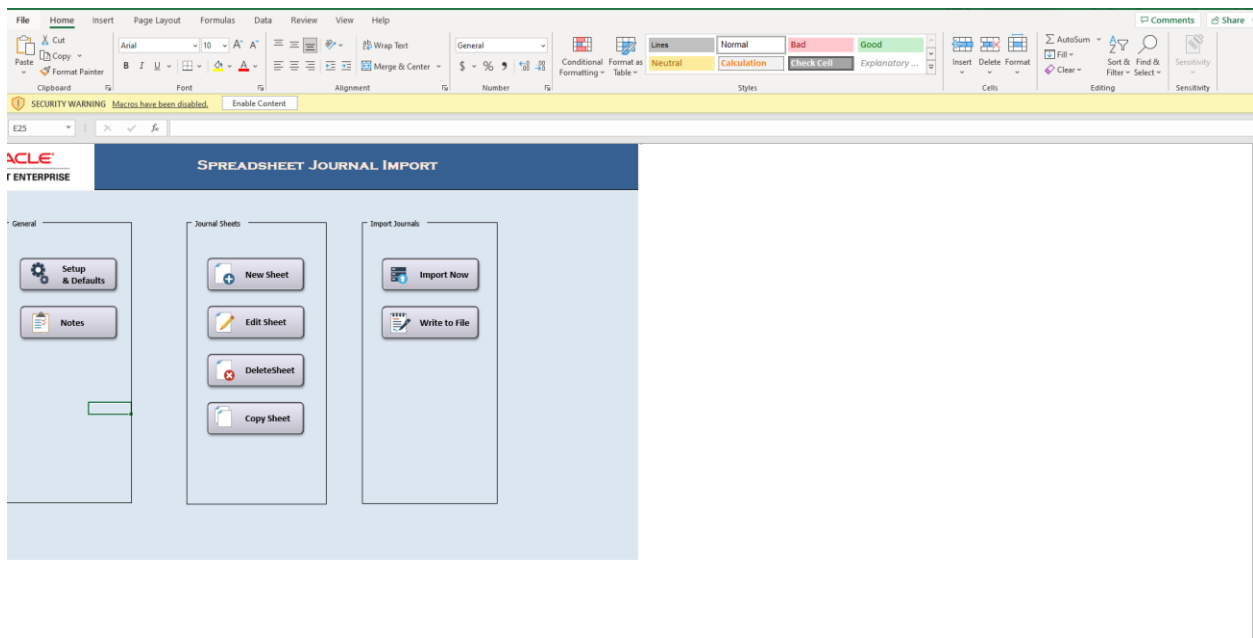 File Home Insert Page Layout Formulas Data Review View Help Comments Share
Cut
Copy
Paste
Format Painter
Clipboard
Arial 10 A A
B I U A
Font
Wrap Text
Merge & Center
Alignment
General
$ % 9
Number
Conditional Formatting
Format as Table
Lines Normal Bad Good
Neutral Calculation Check Cell Explanatory ...
Styles
Insert Delete Format
Cells
AutoSum
Fill
Clear
Sort & Filter
Find & Select
Editing
Sensitivity
Sensitivity
SECURITY WARNING Macros have been disabled. Enable Content
E25 fx
ACLE
T ENTERPRISE
SPREADSHEET JOURNAL IMPORT
General Journal Sheets Import Journals
Setup & Defaults New Sheet Import Now
Notes Edit Sheet Write to File
DeleteSheet
Copy Sheet